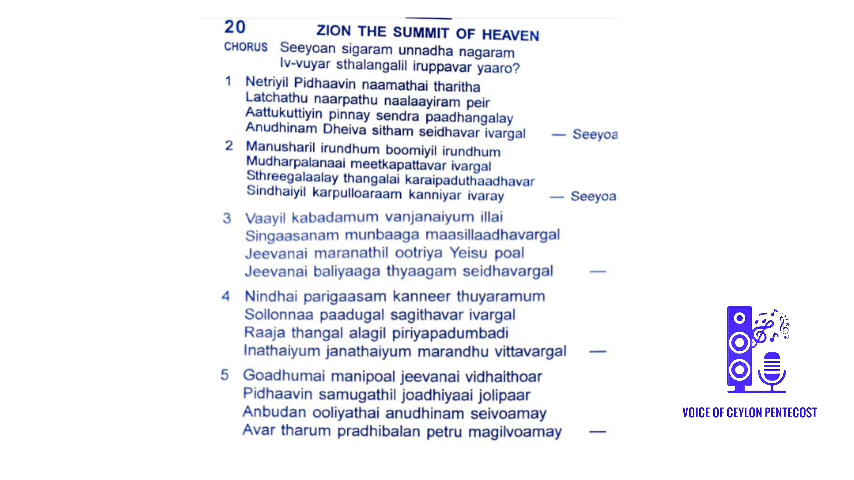 20 ZION THE SUMMIT OF HEAVEN
CHORUS Seeyoan sigaram unnadha nagaram
Iv-vuyar sthalangalil iruppavar yaaro?
1 Netriyil Pidhaavin naamathai tharitha
Latchathu naarpathu naalaayiram peir
Aattukuttiyin pinnay sendra paadhangalay
Anudhinam Dheiva sitham seidhavar ivargal — Seeyoa
2 Manusharil irundhum boomiyil irundhum
Mudharpalanaai meetkapattavar ivargal
Sthreegalaalay thangalai karaipaduthaadhavar
Sindhaiyil karpulloaraam kanniyar ivaray — Seeyoa
3 Vaayil kabadamum vanjanaiyum illai
Singaasanam munbaaga maasillaadhavargal
Jeevanai maranathil ootriya Yeisu poal
Jeevanai baliyaaga thyaagam seidhavargal —
4 Nindhai parigaasam kanneer thuyaramum
Sollonnaa paadugal sagithavar ivargal
Raaja thangal alagil piriyapadumbadi
Inathaiyum janathaiyum marandhu vittavargal —
5 Goadhumai manipoal jeevanai vidhaithoar
Pidhaavin samugathil joadhiyaai jolipaar
Anbudan ooliyathai anudhinam seivoamay
Avar tharum pradhibalan petru magilvoamay —
VOICE OF CEYLON PENTECOST